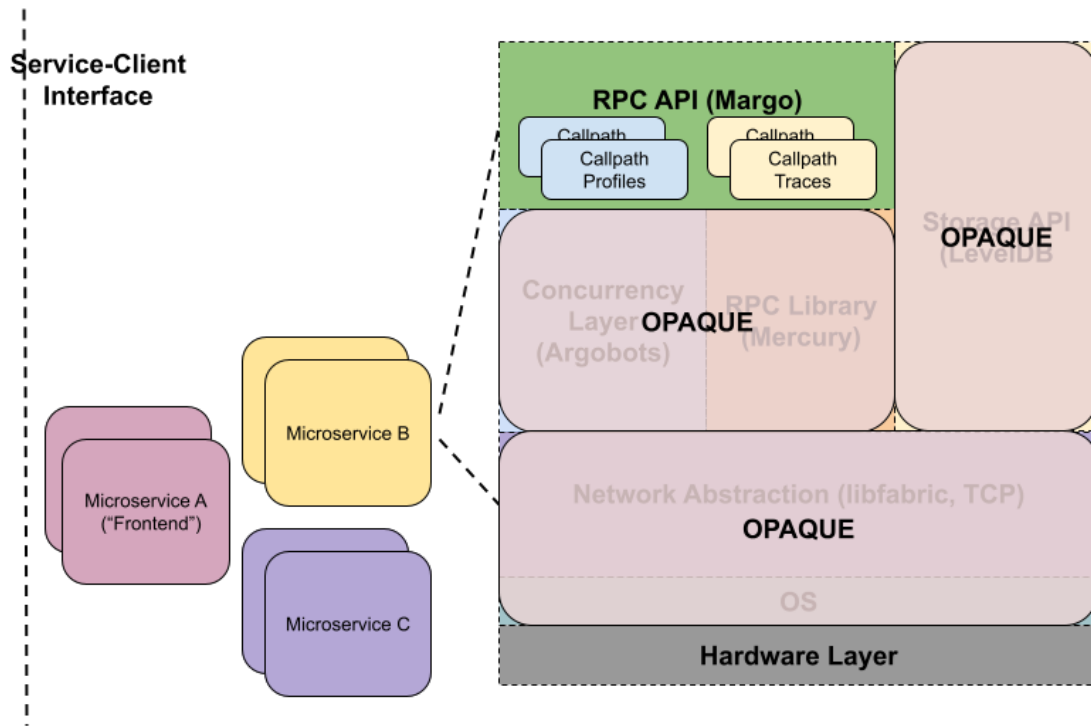 Service-Client
Interface
RPC API (Margo)
Callpath
Callpath
Profiles
Callpath
Callpath
Traces
Storage API
OPAQUE
(LevelDB
Concurrency
Layer
(Argobots)
OPAQUE
RPC Library
(Mercury)
Microservice B
Microservice A
(“Frontend”)
Microservice C
Network Abstraction (libfabric, TCP)
OPAQUE
OS
Hardware Layer